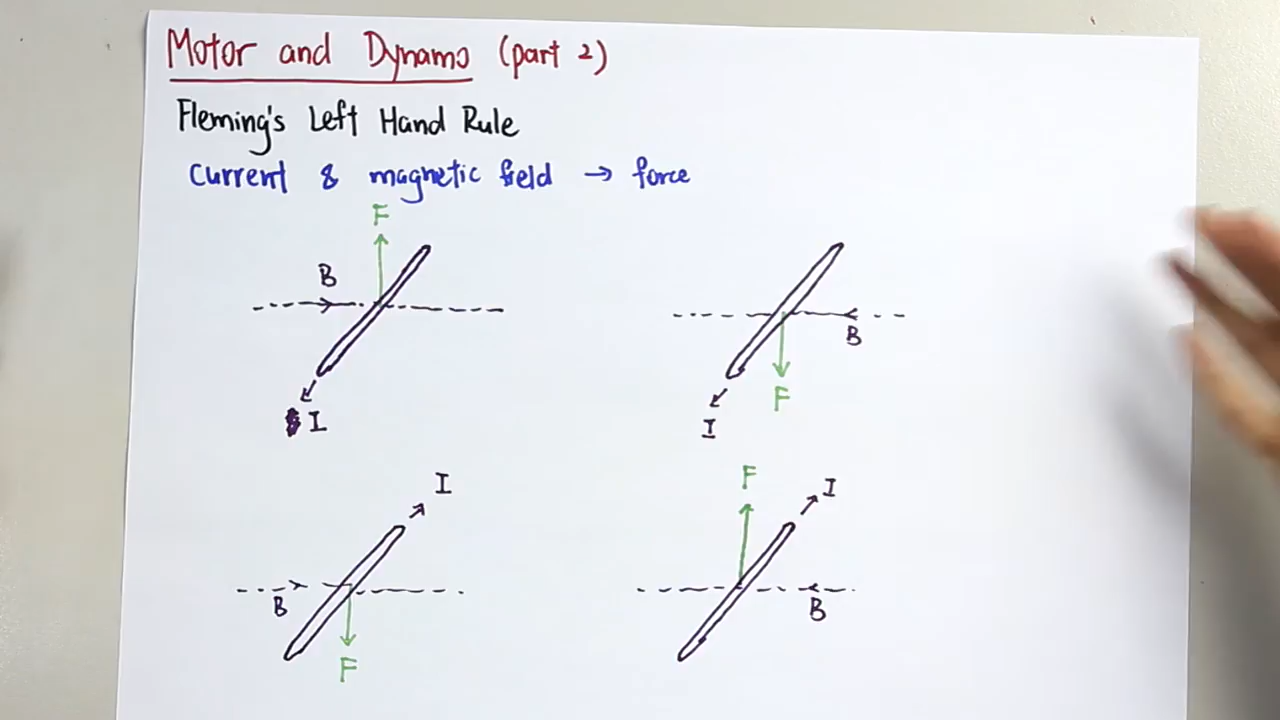 Motor and Dynamo (part 2)
Fleming's Left Hand Rule
Current & magnetic field → force
F
B
I
B
F
I
I
B
F
F
I
B